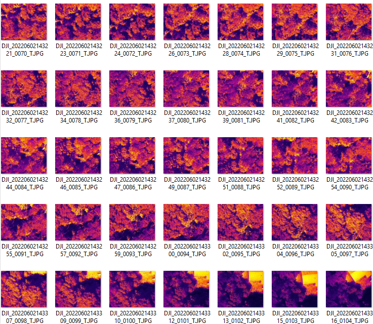 DJI_202206021432
21_0070_T.JPG
DJI_202206021432
23_0071_T.JPG
DJI_202206021432
24_0072_T.JPG
DJI_202206021432
26_0073_T.JPG
DJI_202206021432
28_0074_T.JPG
DJI_202206021432
29_0075_T.JPG
DJI_202206021432
31_0076_T.JPG
DJI_202206021432
32_0077_T.JPG
DJI_202206021432
34_0078_T.JPG
DJI_202206021432
36_0079_T.JPG
DJI_202206021432
37_0080_T.JPG
DJI_202206021432
39_0081_T.JPG
DJI_202206021432
41_0082_T.JPG
DJI_202206021432
42_0083_T.JPG
DJI_202206021432
44_0084_T.JPG
DJI_202206021432
46_0085_T.JPG
DJI_202206021432
47_0086_T.JPG
DJI_202206021432
49_0087_T.JPG
DJI_202206021432
51_0088_T.JPG
DJI_202206021432
52_0089_T.JPG
DJI_202206021432
54_0090_T.JPG
DJI_202206021432
55_0091_T.JPG
DJI_202206021432
57_0092_T.JPG
DJI_202206021432
59_0093_T.JPG
DJI_202206021433
00_0094_T.JPG
DJI_202206021433
02_0095_T.JPG
DJI_202206021433
04_0096_T.JPG
DJI_202206021433
05_0097_T.JPG
DJI_202206021433
07_0098_T.JPG
DJI_202206021433
09_0099_T.JPG
DJI_202206021433
10_0100_T.JPG
DJI_202206021433
12_0101_T.JPG
DJI_202206021433
13_0102_T.JPG
DJI_202206021433
15_0103_T.JPG
DJI_202206021433
16_0104_T.JPG